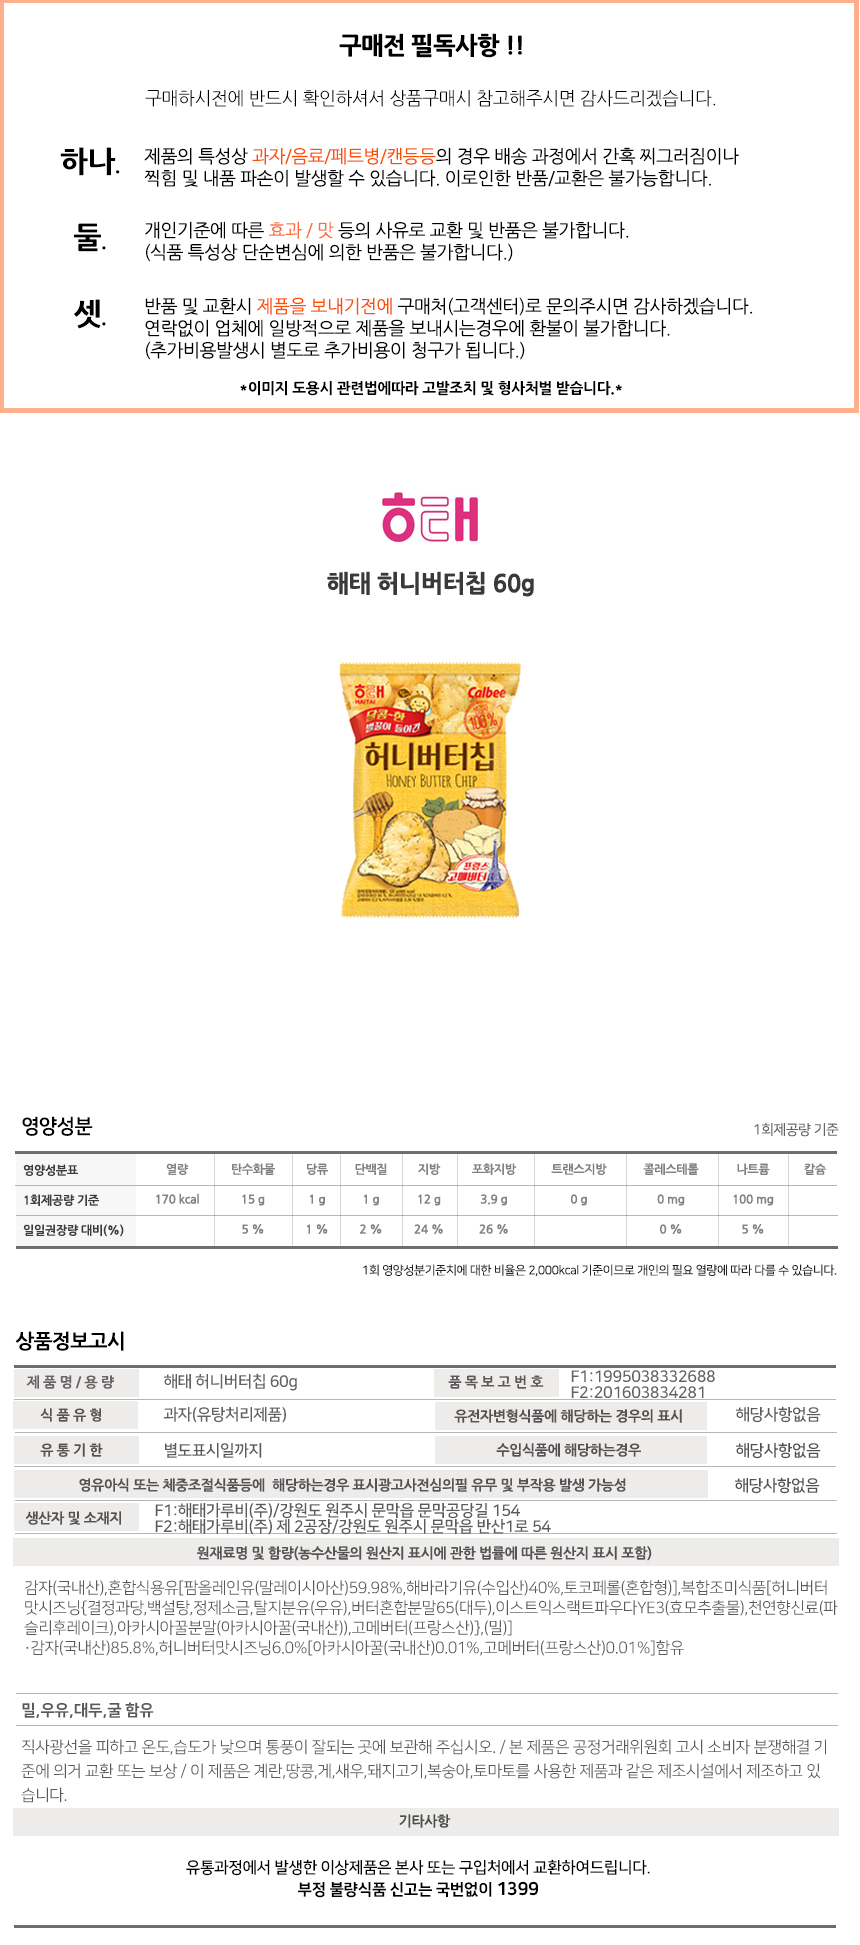 구매전 필독사항 !!
구매하시전에 반드시 확인하셔서 상품구매시 참고해주시면 감사드리겠습니다.
하나. 제품의 특성상 과자/음료/페트병/캔등등의 경우 배송 과정에서 간혹 찌그러짐이나
찍힘 및 내품 파손이 발생할 수 있습니다. 이로인한 반품/교환은 불가능합니다.
둘. 개인기준에 따른 효과 / 맛 등의 사유로 교환 및 반품은 불가합니다.
(식품 특성상 단순변심에 의한 반품은 불가합니다.)
셋. 반품 및 교환시 제품을 보내기전에 구매처(고객센터)로 문의주시면 감사하겠습니다.
연락없이 업체에 일방적으로 제품을 보내시는경우에 환불이 불가합니다.
(추가비용발생시 별도로 추가비용이 청구가 됩니다.)
*이미지 도용시 관련법에따라 고발조치 및 형사처벌 받습니다.*
해태
해태 허니버터칩 60g
해태 Calbee
HAITAI
달콤~한
벌꿀이 들어간
100%
허니버터칩
HONEY BUTTER CHIP
프랑스
고메버터
영양성분
1회제공량 기준
영양성분표 열량 탄수화물 당류 단백질 지방 포화지방 트랜스지방 콜레스테롤 나트륨 칼슘
1회제공량 기준 170 kcal 15 g 1 g 1 g 12 g 3.9 g 0 g 0 mg 100 mg
일일권장량 대비(%) 5 % 1 % 2 % 24 % 26 % 0 % 5 %
1회 영양성분기준치에 대한 비율은 2,000kcal 기준이므로 개인의 필요 열량에 따라 다를 수 있습니다.
상품정보고시
제 품 명 / 용 량 해태 허니버터칩 60g 품 목 보 고 번 호 F1:1995038332688
F2:201603834281
식 품 유 형 과자(유탕처리제품) 유전자변형식품에 해당하는 경우의 표시 해당사항없음
유 통 기 한 별도표시일까지 수입식품에 해당하는경우 해당사항없음
영유아식 또는 체중조절식품등에 해당하는경우 표시광고사전심의필 유무 및 부작용 발생 가능성 해당사항없음
생산자 및 소재지 F1:해태가루비(주)/강원도 원주시 문막읍 문막공당길 154
F2:해태가루비(주) 제 2공장/강원도 원주시 문막읍 반산1로 54
원재료명 및 함량(농수산물의 원산지 표시에 관한 법률에 따른 원산지 표시 포함)
감자(국내산),혼합식용유[팜올레인유(말레이시아산)59.98%,해바라기유(수입산)40%,토코페롤(혼합형)],복합조미식품[허니버터
맛시즈닝{결정과당,백설탕,정제소금,탈지분유(우유),버터혼합분말65(대두),이스트익스랙트파우다YE3(효모추출물),천연향신료(파
슬리후레이크),아카시아꿀분말(아카시아꿀(국내산)),고메버터(프랑스산)},(밀)]
·감자(국내산)85.8%,허니버터맛시즈닝6.0%[아카시아꿀(국내산)0.01%,고메버터(프랑스산)0.01%]함유
밀,우유,대두,굴 함유
직사광선을 피하고 온도,습도가 낮으며 통풍이 잘되는 곳에 보관해 주십시오. / 본 제품은 공정거래위원회 고시 소비자 분쟁해결 기
준에 의거 교환 또는 보상 / 이 제품은 계란,땅콩,게,새우,돼지고기,복숭아,토마토를 사용한 제품과 같은 제조시설에서 제조하고 있
습니다.
기타사항
유통과정에서 발생한 이상제품은 본사 또는 구입처에서 교환하여드립니다.
부정 불량식품 신고는 국번없이 1399